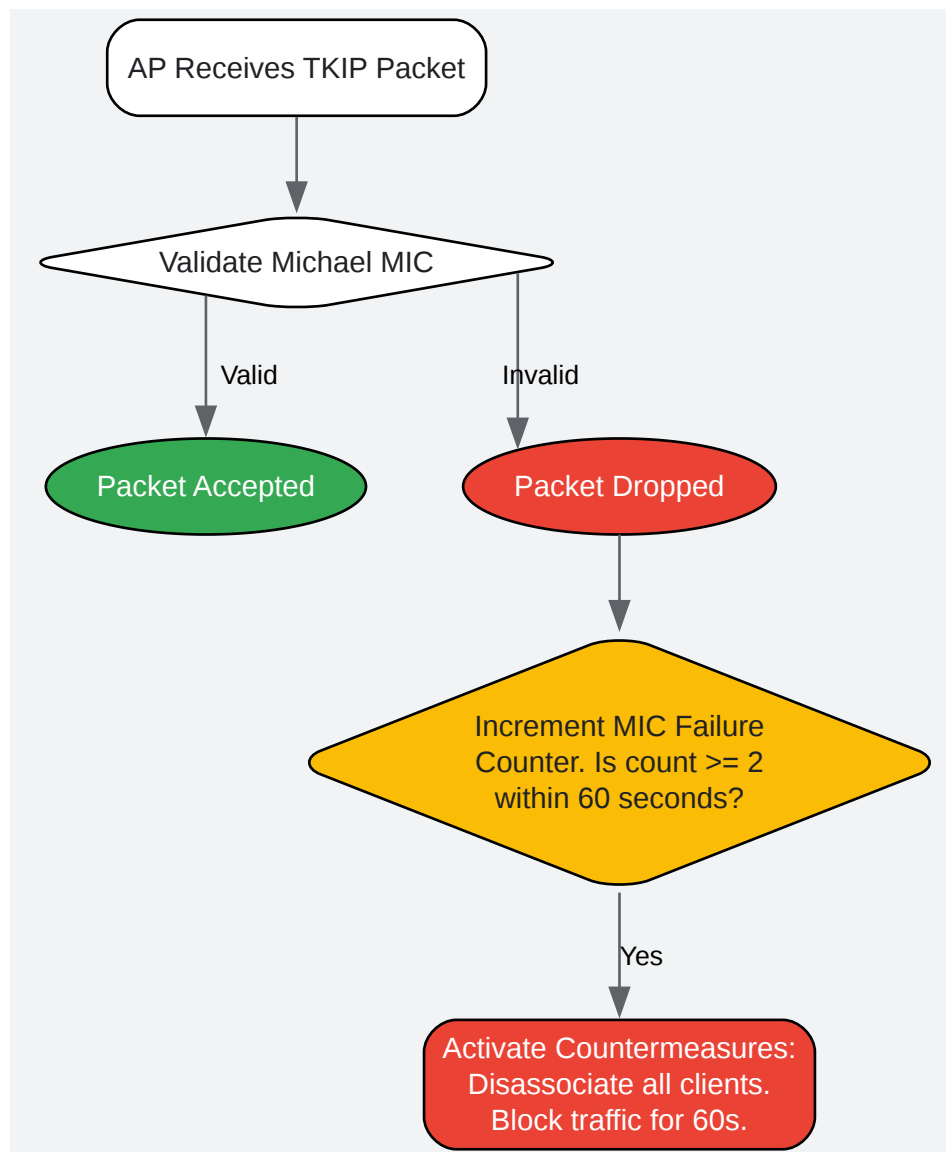 AP Receives TKIP Packet
Validate Michael MIC
Valid
Invalid
Packet Accepted
Packet Dropped
Increment MIC Failure
Counter. Is count >= 2
within 60 seconds?
Yes
Activate Countermeasures:
Disassociate all clients.
Block traffic for 60s.